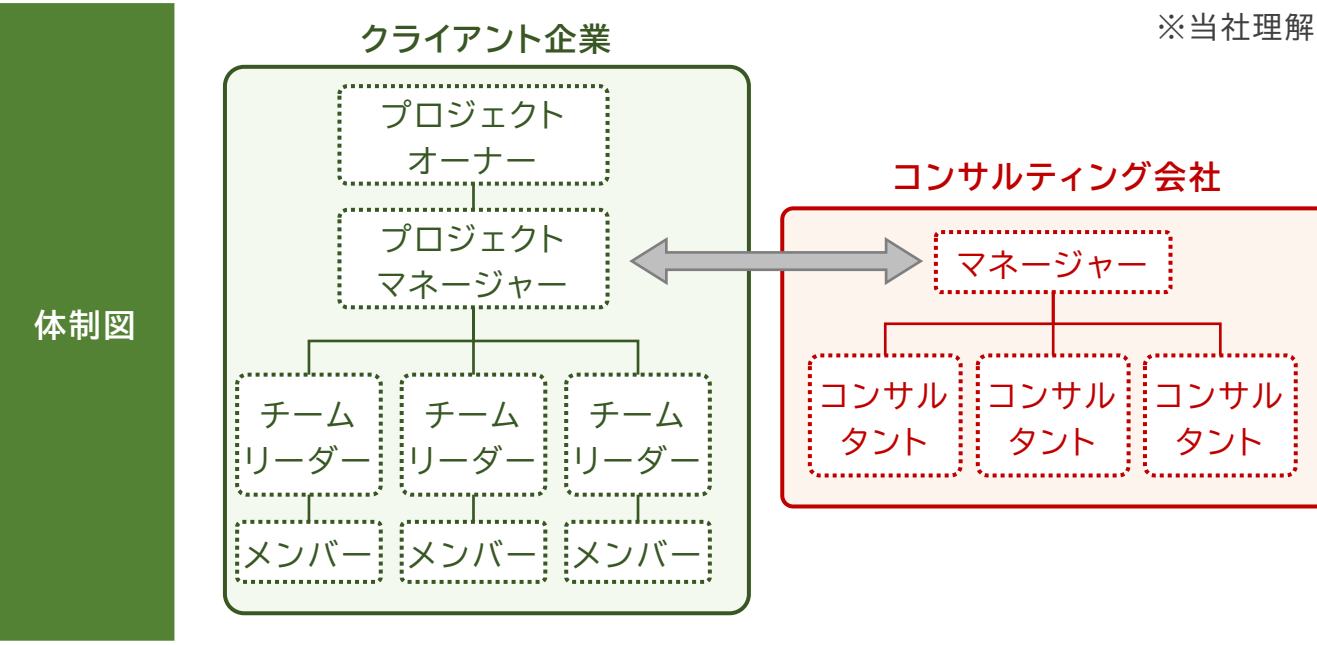 体制図
※当社理解
クライアント企業
プロジェクト
オーナー
プロジェクト
マネージャー
チーム
リーダー
チーム
リーダー
チーム
リーダー
メンバー
メンバー
メンバー
コンサルティング会社
マネージャー
コンサル
タント
コンサル
タント
コンサル
タント